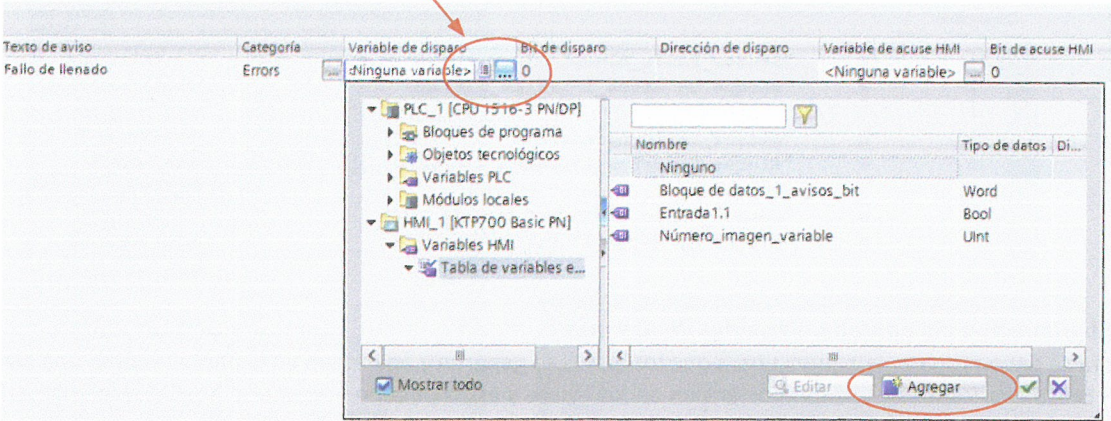 Texto de aviso Categoría Variable de disparo Bit de disparo Dirección de disparo Variable de acuse HMI Bit de acuse HMI
Fallo de llenado Errors ... <Ninguna variable> ... 0 <Ninguna variable> ... 0
PLC_1 [CPU 1516-3 PN/DP]
Bloques de programa
Objetos tecnológicos
Variables PLC
Módulos locales
HMI_1 [KTP700 Basic PN]
Variables HMI
Tabla de variables e...
Nombre Tipo de datos Di...
Ninguno
Bloque de datos_1_avisos_bit Word
Entrada1.1 Bool
Número_imagen_variable UInt
Mostrar todo Editar Agregar